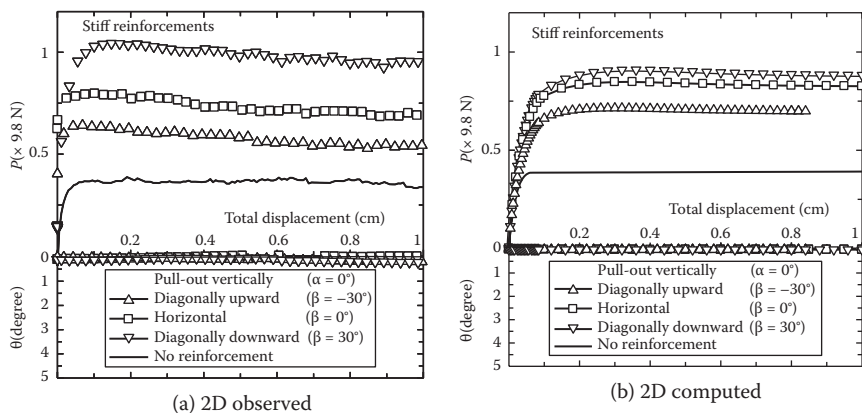 Stiff reinforcements
1
0.5
0
P(× 9.8 N)
Total displacement (cm)
0.2 0.4 0.6 0.8 1
1
2
3
4
5
θ(degree)
Pull-out vertically (α = 0°)
Diagonally upward (β = −30°)
Horizontal (β = 0°)
Diagonally downward (β = 30°)
No reinforcement
(a) 2D observed
Stiff reinforcements
1
0.5
0
P(× 9.8 N)
Total displacement (cm)
0.2 0.4 0.6 0.8 1
1
2
3
4
5
θ(degree)
Pull-out vertically (α = 0°)
Diagonally upward (β = −30°)
Horizontal (β = 0°)
Diagonally downward (β = 30°)
No reinforcement
(b) 2D computed